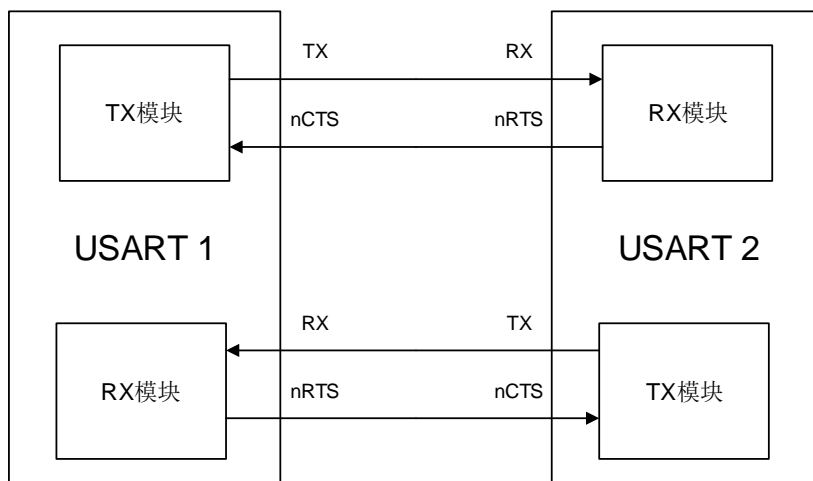 TX RX
TX模块 nCTS nRTS RX模块
USART 1 USART 2
RX TX
RX模块 nRTS nCTS TX模块